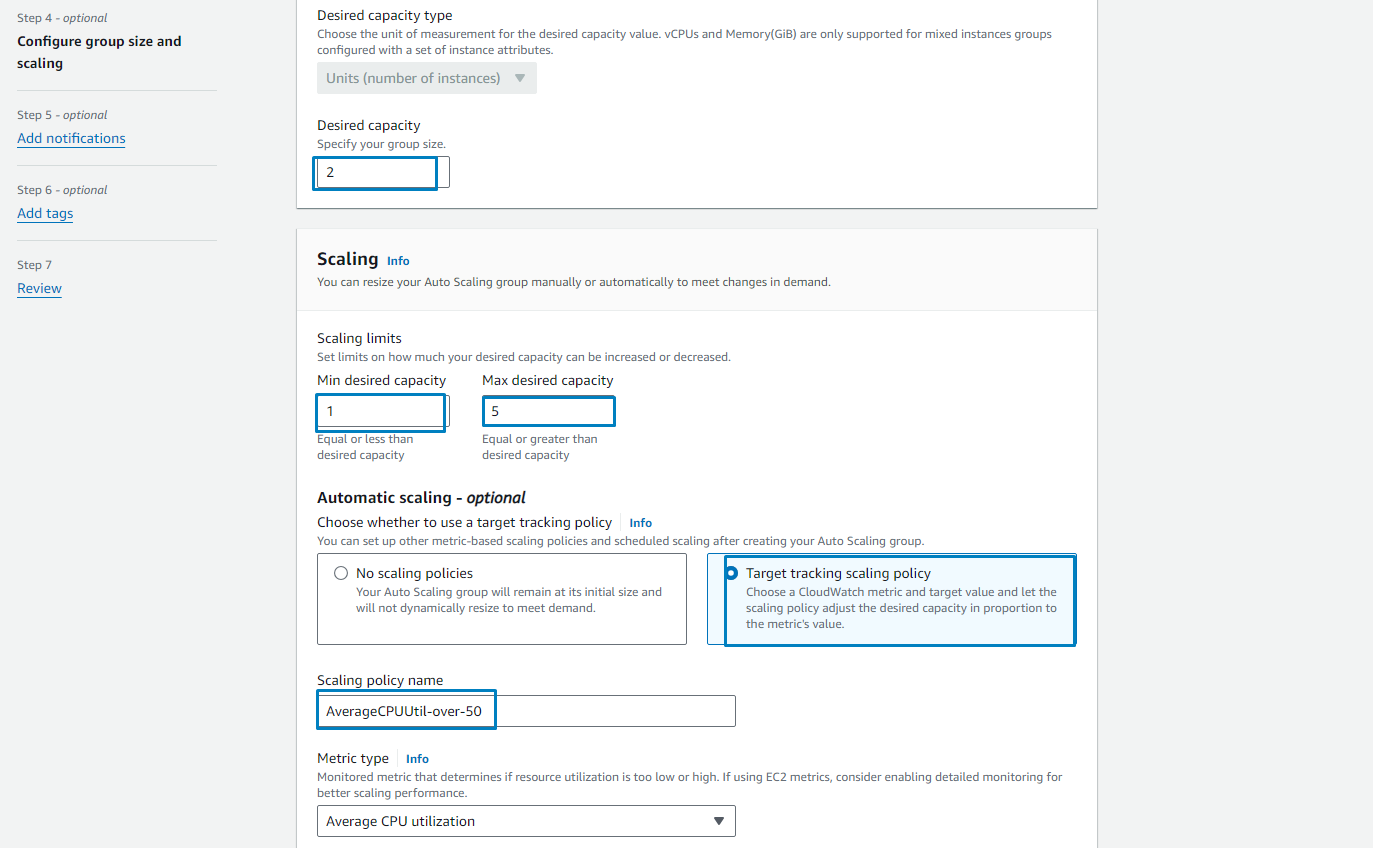 Step 4 - optional
Configure group size and
scaling
Step 5 - optional
Add notifications
Step 6 - optional
Add tags
Step 7
Review
Desired capacity type
Choose the unit of measurement for the desired capacity value. vCPUs and Memory(GiB) are only supported for mixed instances groups
configured with a set of instance attributes.
Units (number of instances)
Desired capacity
Specify your group size.
2
Scaling Info
You can resize your Auto Scaling group manually or automatically to meet changes in demand.
Scaling limits
Set limits on how much your desired capacity can be increased or decreased.
Min desired capacity
1
Equal or less than
desired capacity
Max desired capacity
5
Equal or greater than
desired capacity
Automatic scaling - optional
Choose whether to use a target tracking policy Info
You can set up other metric-based scaling policies and scheduled scaling after creating your Auto Scaling group.
No scaling policies
Your Auto Scaling group will remain at its initial size and
will not dynamically resize to meet demand.
Target tracking scaling policy
Choose a CloudWatch metric and target value and let the
scaling policy adjust the desired capacity in proportion to
the metric's value.
Scaling policy name
AverageCPUUtil-over-50
Metric type Info
Monitored metric that determines if resource utilization is too low or high. If using EC2 metrics, consider enabling detailed monitoring for
better scaling performance.
Average CPU utilization